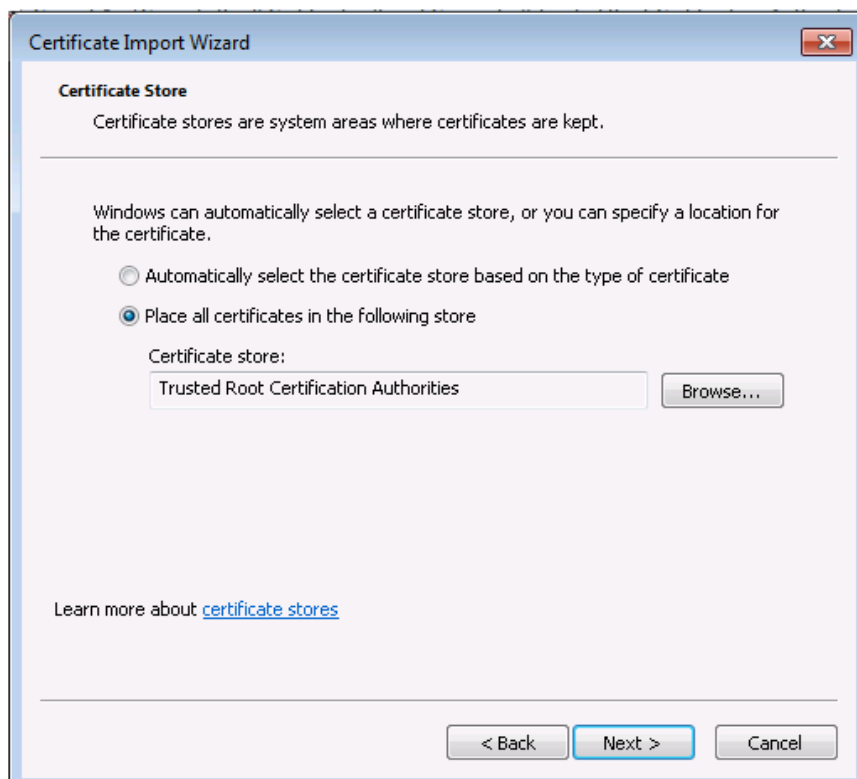 Certificate Import Wizard
Certificate Store
Certificate stores are system areas where certificates are kept.
Windows can automatically select a certificate store, or you can specify a location for
the certificate.
Automatically select the certificate store based on the type of certificate
Place all certificates in the following store
Certificate store:
Trusted Root Certification Authorities
Browse...
Learn more about certificate stores
< Back
Next >
Cancel